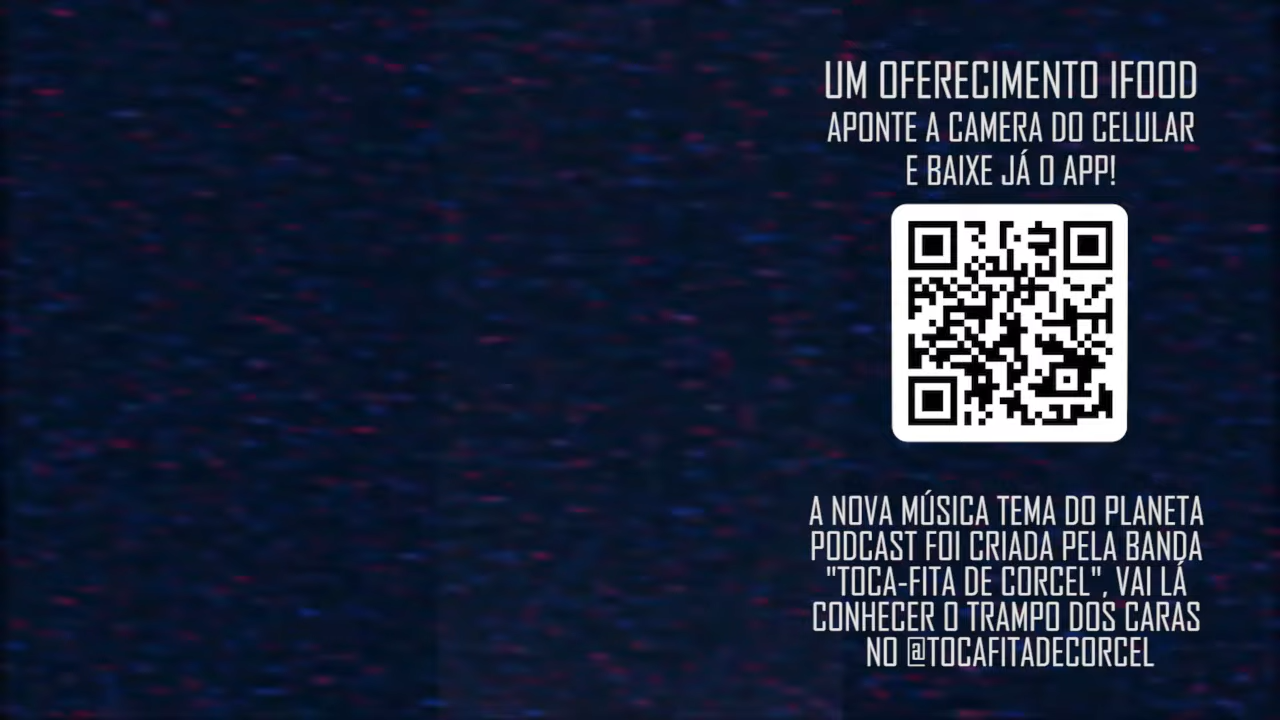 UM OFERECIMENTO IFOOD
APONTE A CAMERA DO CELULAR
E BAIXE JÁ O APP!
A NOVA MÚSICA TEMA DO PLANETA
PODCAST FOI CRIADA PELA BANDA
"TOCA-FITA DE CORCEL", VAI LÁ
CONHECER O TRAMPO DOS CARAS
NO @TOCAFITADECORCEL